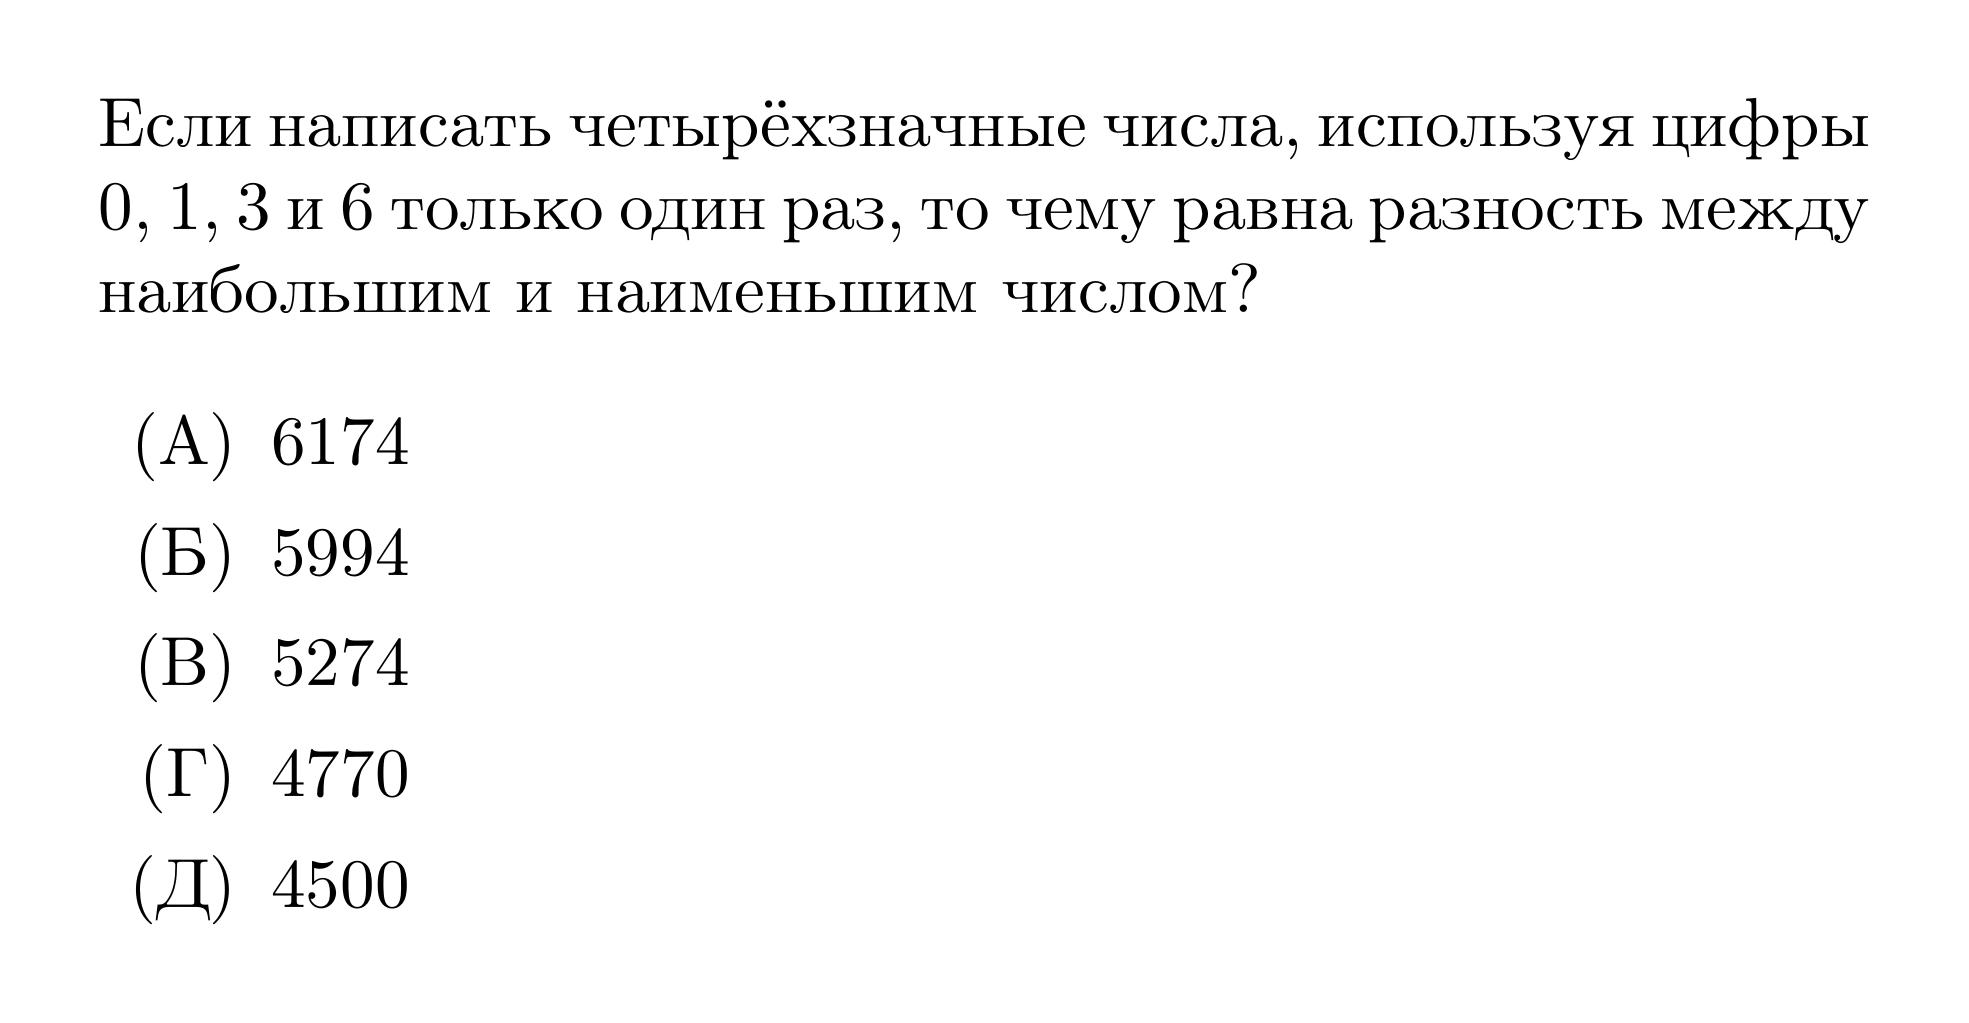 Если написать четырёхзначные числа, используя цифры
0, 1, 3 и 6 только один раз, то чему равна разность между
наибольшим и наименьшим числом?
(А) 6174
(Б) 5994
(В) 5274
(Г) 4770
(Д) 4500